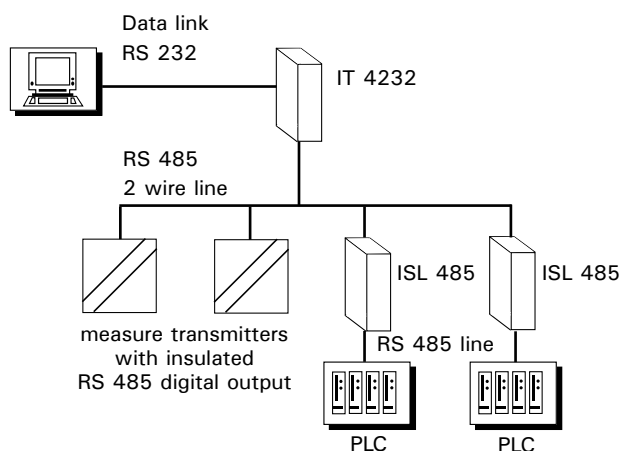 Data link
RS 232
IT 4232
RS 485
2 wire line
ISL 485
ISL 485
measure transmitters
with insulated
RS 485 digital output
RS 485 line
PLC
PLC